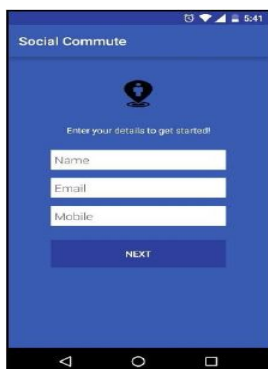 5:41
Social Commute
Enter your details to get started!
Name
Email
Mobile
NEXT